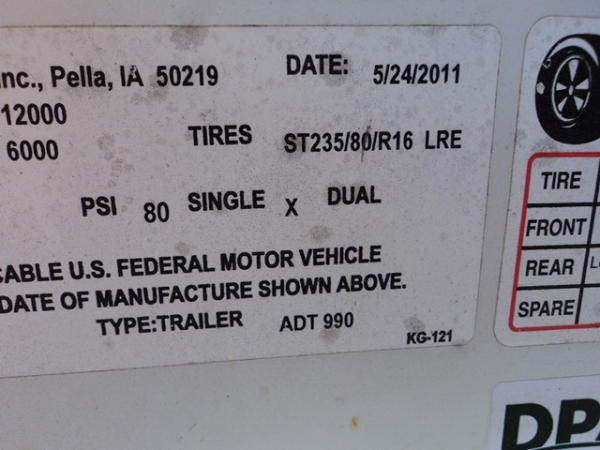 nc., Pella, IA 50219 DATE: 5/24/2011
12000
6000 TIRES ST235/80/R16 LRE
PSI 80 SINGLE X DUAL
CABLE U.S. FEDERAL MOTOR VEHICLE
DATE OF MANUFACTURE SHOWN ABOVE.
TYPE:TRAILER ADT 990
KG-121
TIRE
FRONT
REAR
SPARE
DP